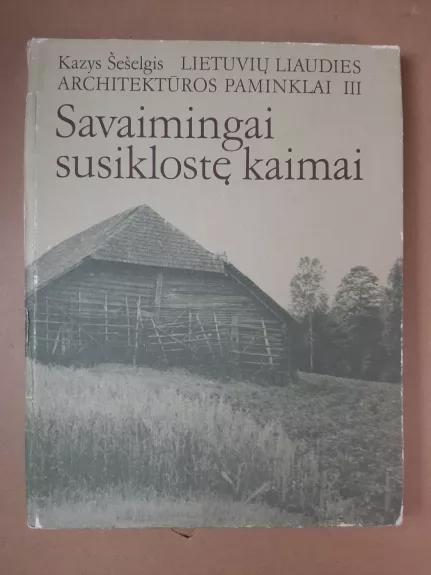 Kazys Šešelgis LIETUVIŲ LIAUDIES
ARCHITEKTŪROS PAMINKLAI III
Savaimingai
susiklostę kaimai